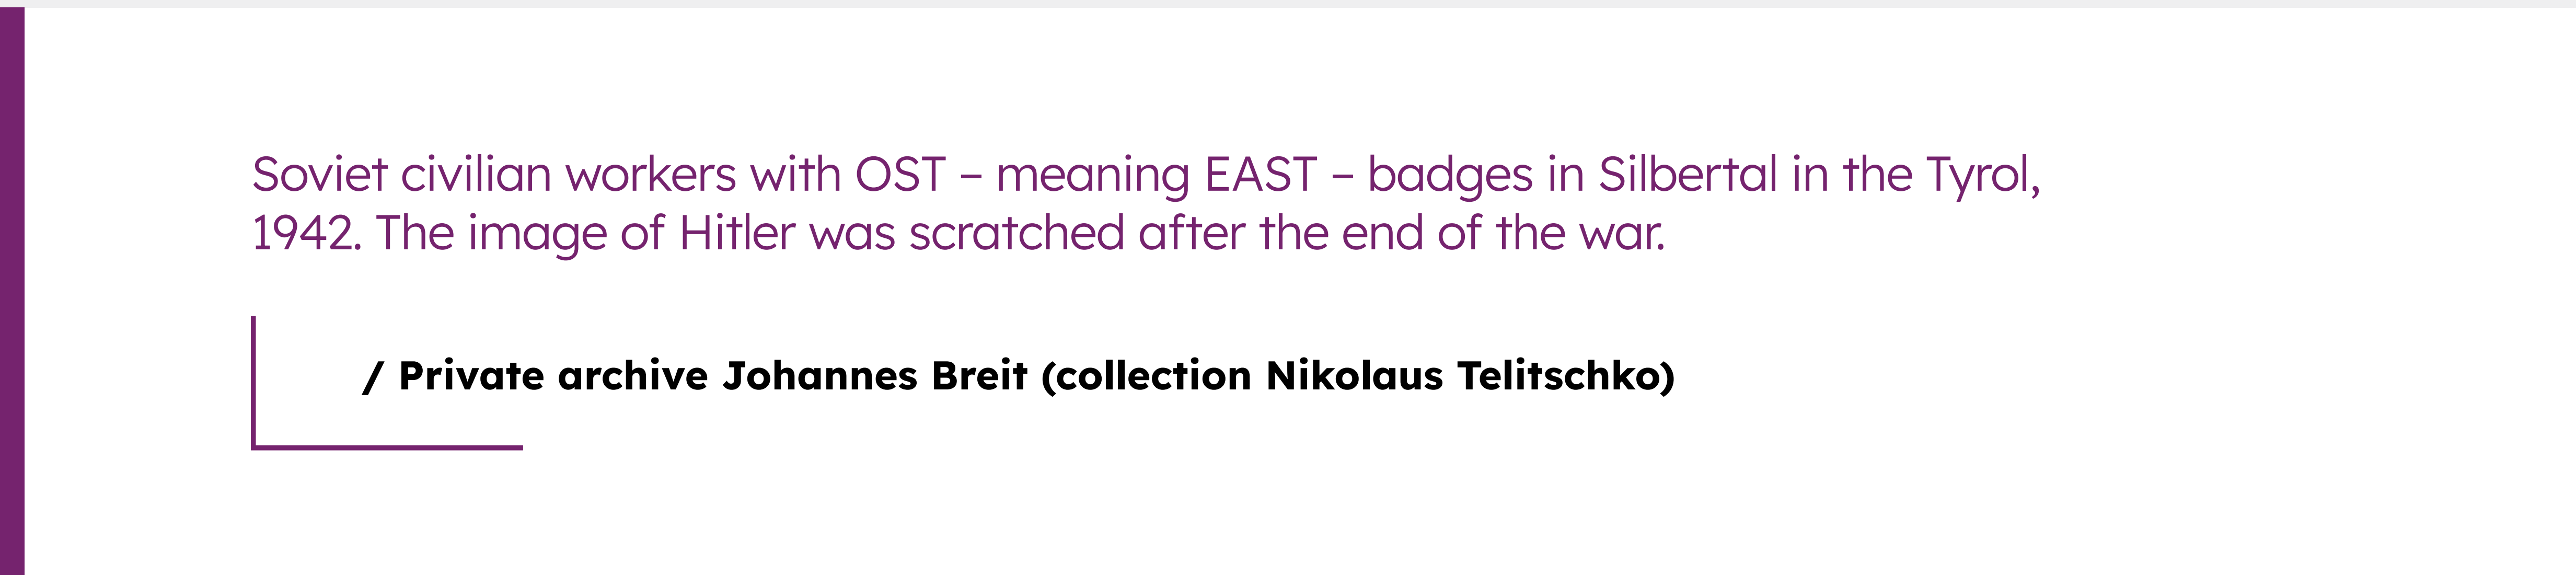 Soviet civilian workers with OST – meaning EAST – badges in Silbertal in the Tyrol,
1942. The image of Hitler was scratched after the end of the war.
/ Private archive Johannes Breit (collection Nikolaus Telitschko)